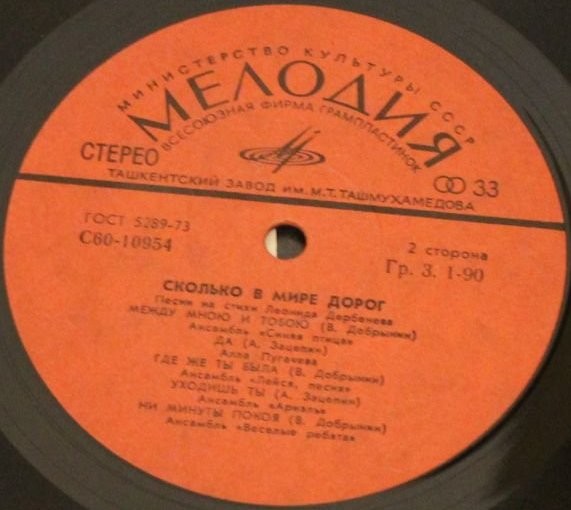 МИНИСТЕРСТВО КУЛЬТУРЫ СССР
МЕЛОДИЯ
ВСЕСОЮЗНАЯ ФИРМА ГРАМПЛАСТИНОК
СТЕРЕО
33
ТАШКЕНТСКИЙ ЗАВОД ИМ. М.Т. ТАШМУХАМЕДОВА
ГОСТ 5289-73
С60-10954
2 сторона
Гр. 3. 1-90
СКОЛЬКО В МИРЕ ДОРОГ
Песни на стихи Леонида Дербенева
МЕЖДУ МНОЮ И ТОБОЮ (В. Добрынин)
Ансамбль «Синяя птица»
ДА (А. Зацепин)
Алла Пугачева
ГДЕ ЖЕ ТЫ БЫЛА (В. Добрынин)
Ансамбль «Лейся, песня»
УХОДИШЬ ТЫ (А. Зацепин)
Ансамбль «Ариэль»
НИ МИНУТЫ ПОКОЯ (В. Добрынин)
Ансамбль «Веселые ребята»